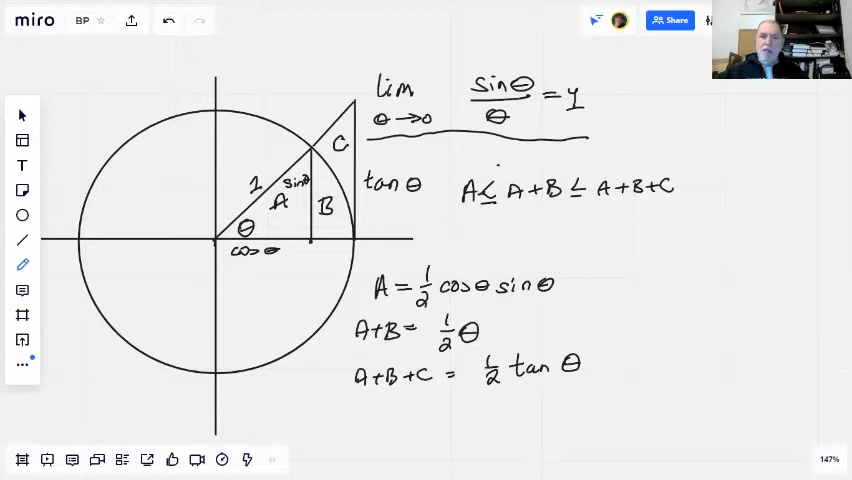 miro BP Share
lim sinθ/θ = 1
θ→0
C
1 sinθ tanθ A ≤ A+B ≤ A+B+C
A B
θ
cosθ
A = 1/2 cosθ sinθ
A+B = 1/2 θ
A+B+C = 1/2 tan θ
T
147%